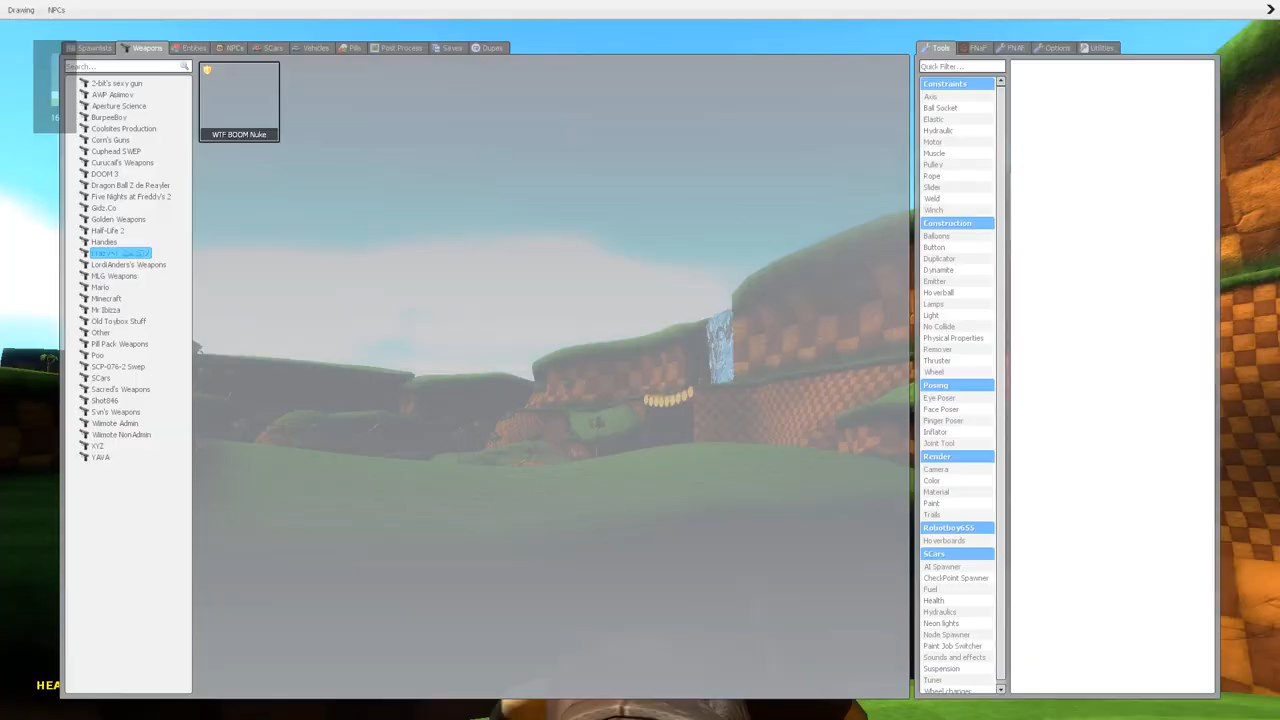 Drawing NPCs
Spawnlists Weapons Entities NPCs SCars Vehicles Pills Post Process Saves Dupes
Search...
2-bit's sexy gun
AWP Asiimov
Aperture Science
BurpeeBoy
Coolsites Production
Corn's Guns
Cuphead SWEP
Curucail's Weapons
DOOM 3
Dragon Ball Z de Reayler
Five Nights at Freddy's 2
Gidz.Co
Golden Weapons
Half-Life 2
Handies
LordiAnders's Weapons
MLG Weapons
Mario
Minecraft
Mr. Ibizza
Old Toybox Stuff
Other
Pill Pack Weapons
Poo
SCP-076-2 Swep
SCars
Sacred's Weapons
Shot846
Syn's Weapons
Wiimote Admin
Wiimote NonAdmin
XYZ
YAVA
WTF BOOM Nuke
HEA
Tools FNaF FNAF Options Utilities
Quick Filter...
Constraints
Axis
Ball Socket
Elastic
Hydraulic
Motor
Muscle
Pulley
Rope
Slider
Weld
Winch
Construction
Balloons
Button
Duplicator
Dynamite
Emitter
Hoverball
Lamps
Light
No Collide
Physical Properties
Remover
Thruster
Wheel
Posing
Eye Poser
Face Poser
Finger Poser
Inflator
Joint Tool
Render
Camera
Color
Material
Paint
Trails
Robotboy655
Hoverboards
SCars
AI Spawner
CheckPoint Spawner
Fuel
Health
Hydraulics
Neon lights
Node Spawner
Paint Job Switcher
Sounds and effects
Suspension
Tuner
Wheel changer